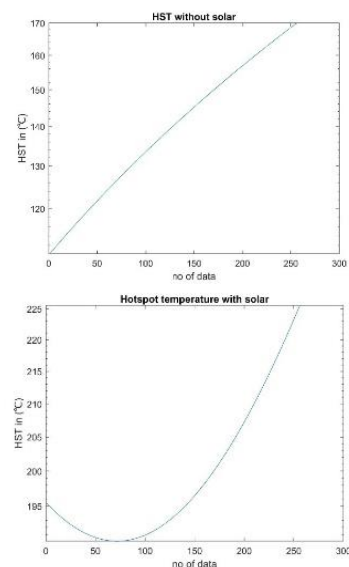 HST without solar
170
160
150
140
130
120
HST in (℃)
0 50 100 150 200 250 300
no of data
Hotspot temperature with solar
225
220
215
210
205
200
195
HST in (℃)
0 50 100 150 200 250 300
no of data